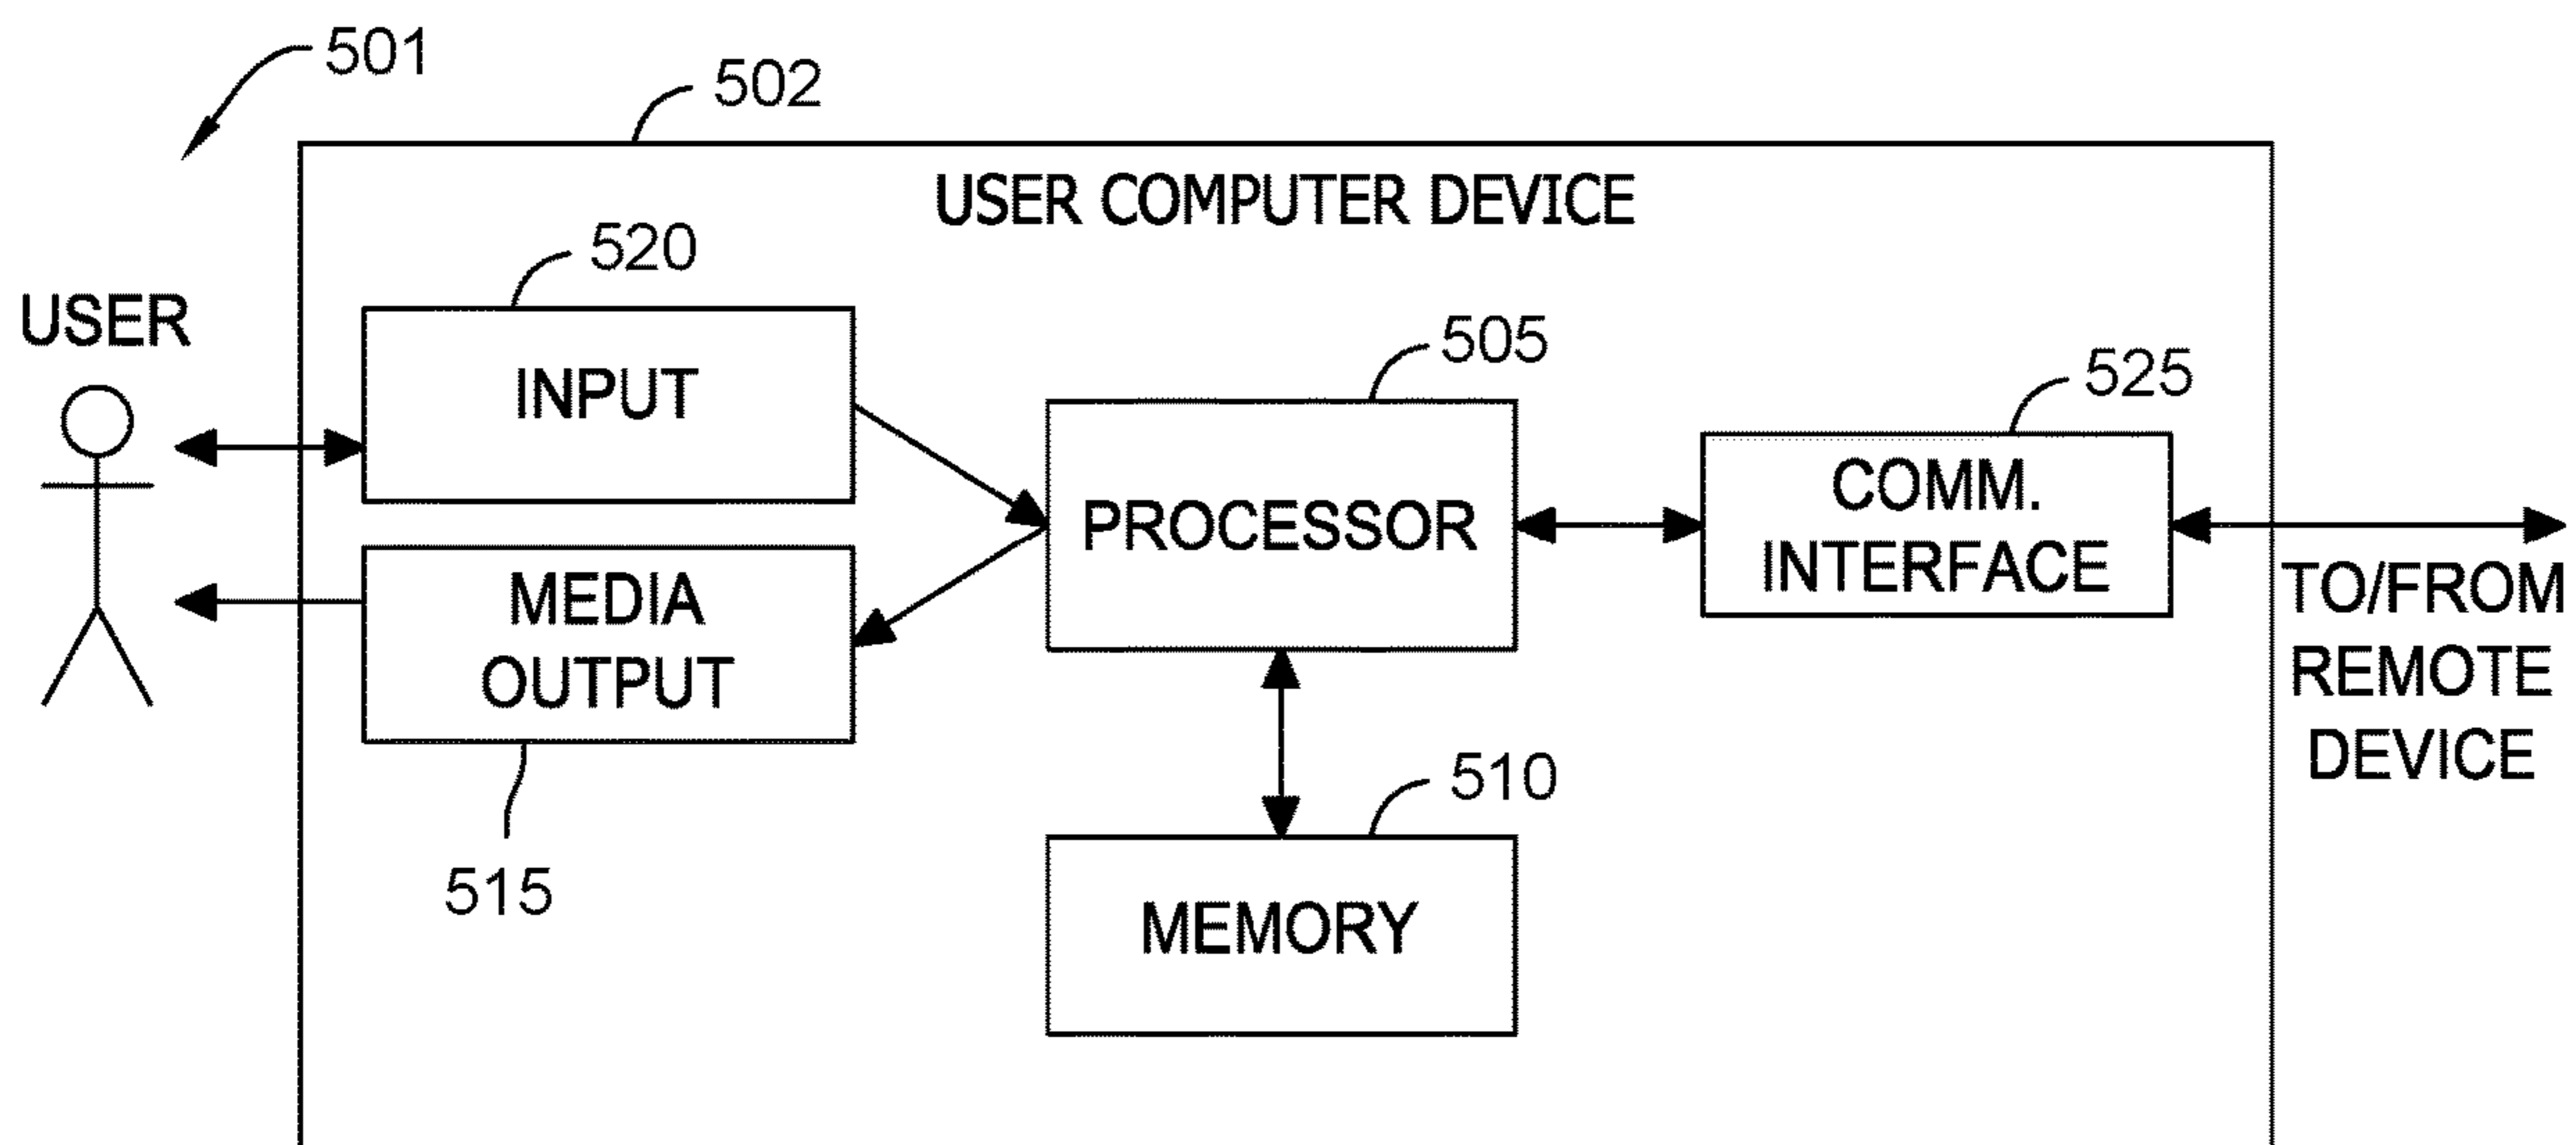 501
502
USER COMPUTER DEVICE
520
USER
INPUT
505
525
PROCESSOR
COMM.
INTERFACE
MEDIA
OUTPUT
TO/FROM
REMOTE
DEVICE
515
510
MEMORY